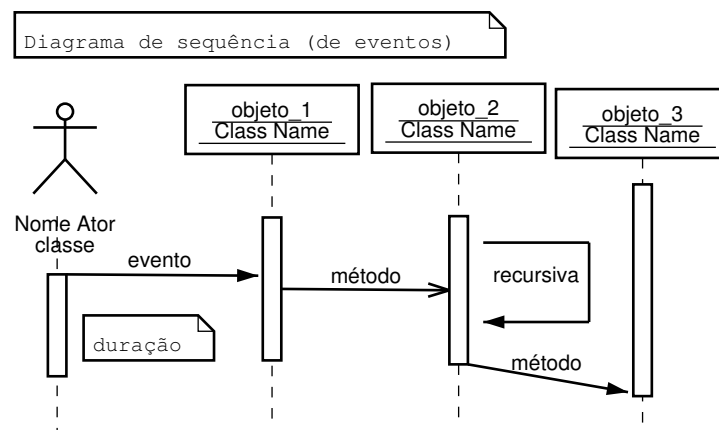 Diagrama de sequência (de eventos)
objeto_1
Class Name
objeto_2
Class Name
objeto_3
Class Name
Nome Ator
classe
evento
método
recursiva
duração
método